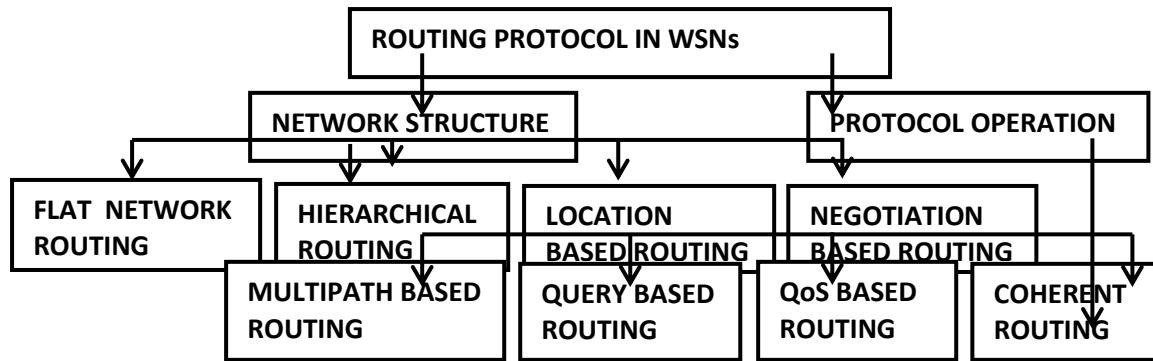 ROUTING PROTOCOL IN WSNs
NETWORK STRUCTURE
PROTOCOL OPERATION
FLAT NETWORK
ROUTING
HIERARCHICAL
ROUTING
LOCATION
BASED ROUTING
NEGOTIATION
BASED ROUTING
MULTIPATH BASED
ROUTING
QUERY BASED
ROUTING
QoS BASED
ROUTING
COHERENT
ROUTING